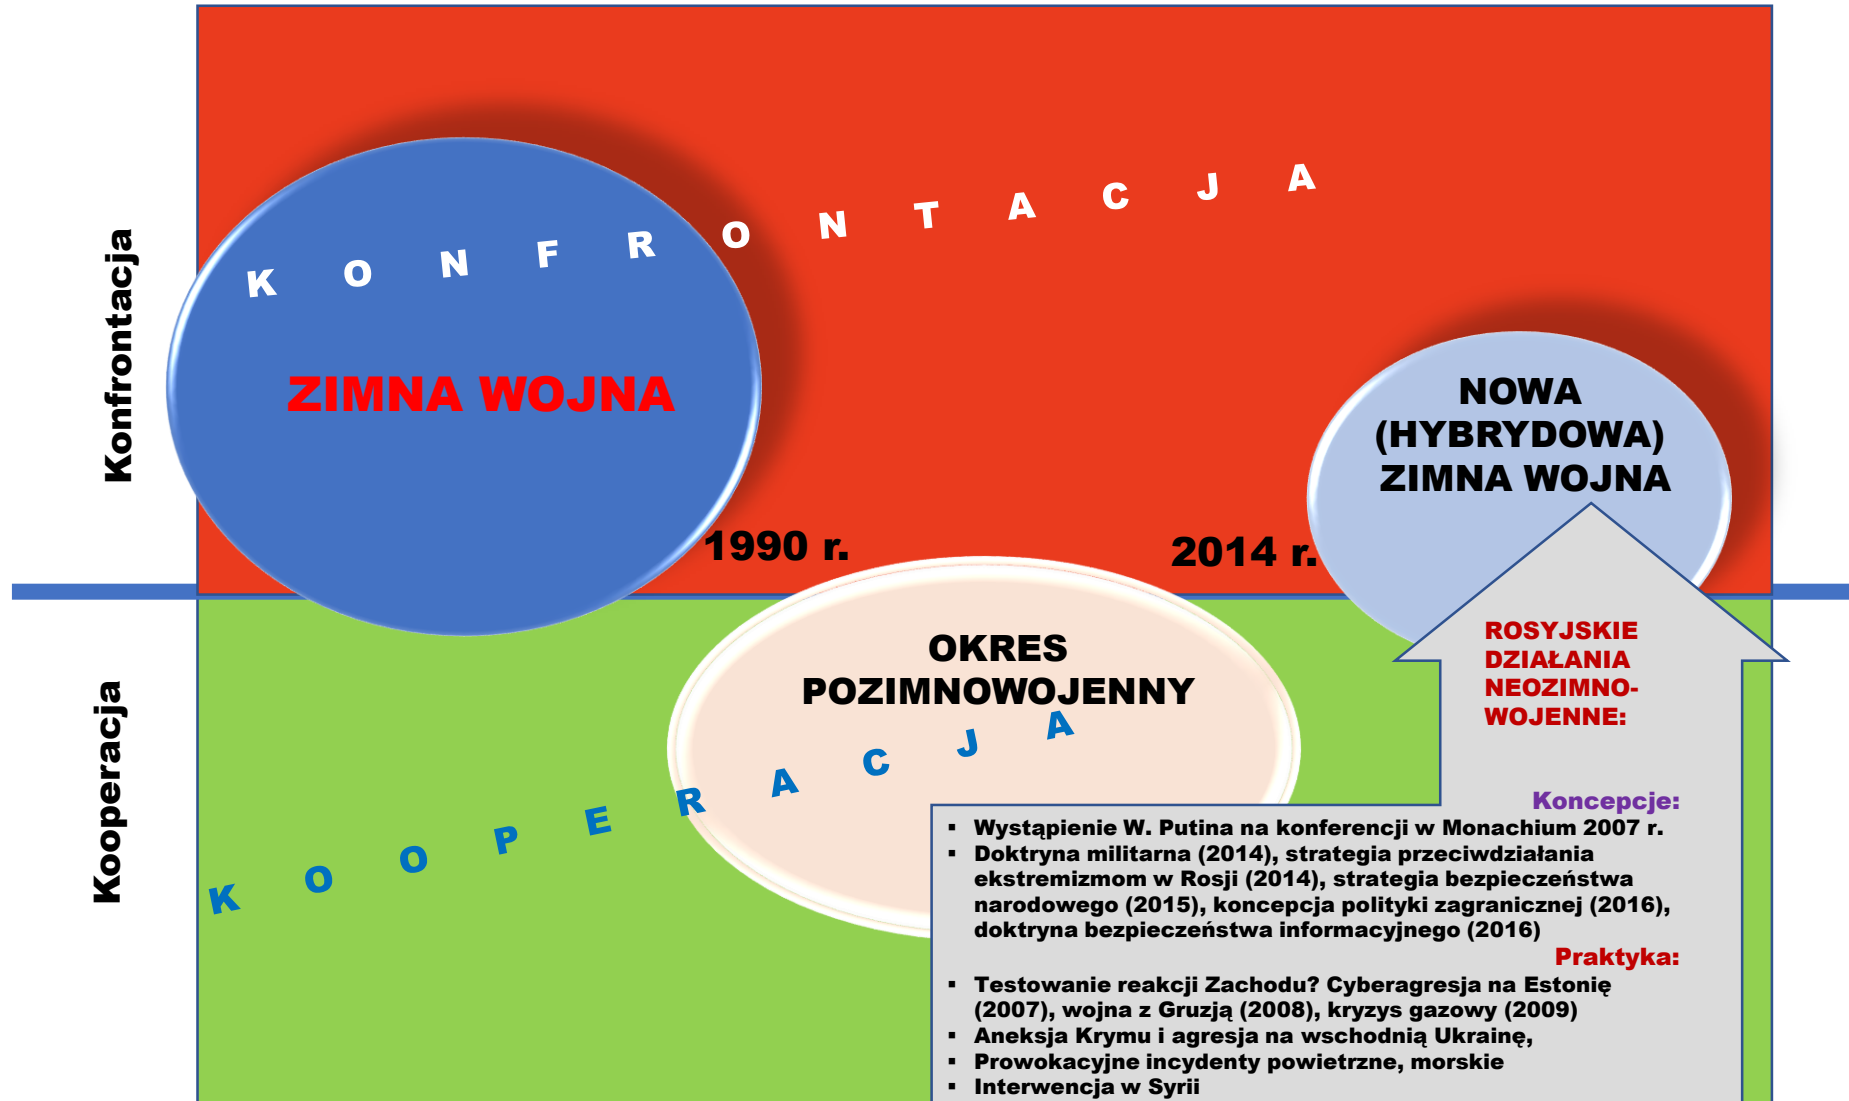 Konfrontacja
K O N F R O N T A C J A
ZIMNA WOJNA
NOWA
(HYBRYDOWA)
ZIMNA WOJNA
1990 r.
2014 r.
Kooperacja
OKRES
POZIMNOWOJENNY
K O O P E R A C J A
ROSYJSKIE
DZIAŁANIA
NEOZIMNO-
WOJENNE:
Koncepcje:
▪ Wystąpienie W. Putina na konferencji w Monachium 2007 r.
▪ Doktryna militarna (2014), strategia przeciwdziałania
ekstremizmom w Rosji (2014), strategia bezpieczeństwa
narodowego (2015), koncepcja polityki zagranicznej (2016),
doktryna bezpieczeństwa informacyjnego (2016)
Praktyka:
▪ Testowanie reakcji Zachodu? Cyberagresja na Estonię
(2007), wojna z Gruzją (2008), kryzys gazowy (2009)
▪ Aneksja Krymu i agresja na wschodnią Ukrainę,
▪ Prowokacyjne incydenty powietrzne, morskie
▪ Interwencja w Syrii